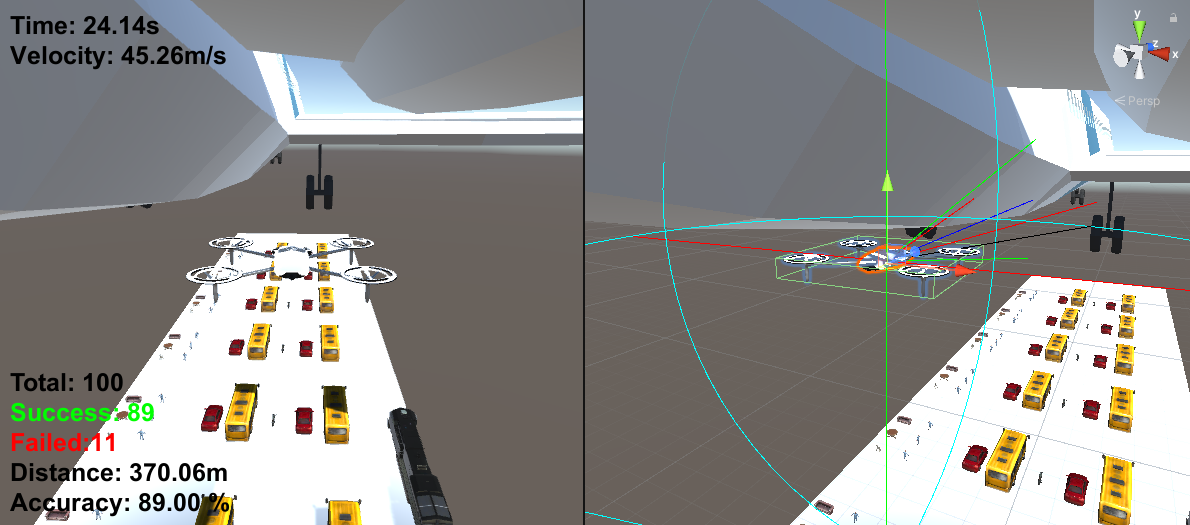 Time: 24.14s
Velocity: 45.26m/s
y
z
x
< Persp
Total: 100
Success: 89
Failed:11
Distance: 370.06m
Accuracy: 89.00 %